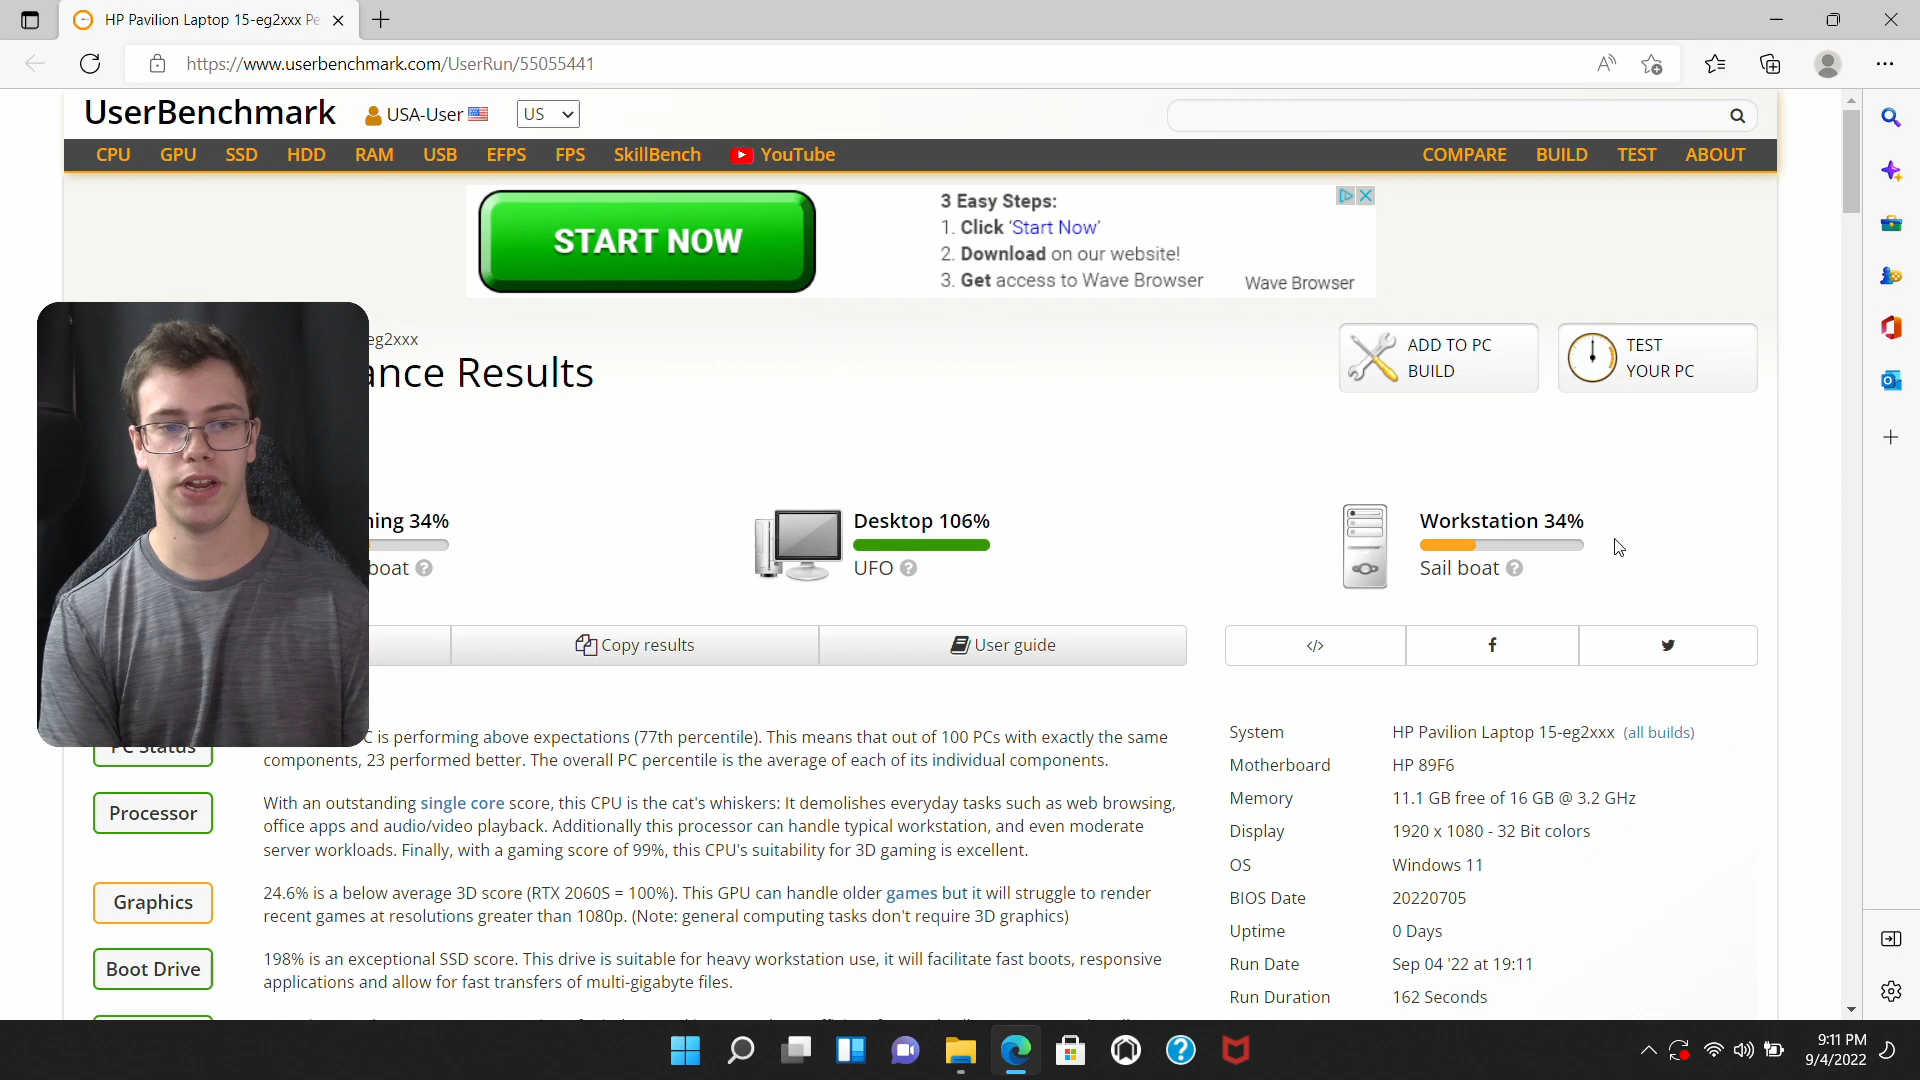 HP Pavilion Laptop 15-eg2xxx Pe
https://www.userbenchmark.com/UserRun/55055441
UserBenchmark
USA-User
US
CPU GPU SSD HDD RAM USB EFPS FPS SkillBench YouTube COMPARE BUILD TEST ABOUT
START NOW
3 Easy Steps:
1. Click 'Start Now'
2. Download on our website!
3. Get access to Wave Browser
Wave Browser
eg2xxx
ance Results
ADD TO PC
BUILD
TEST
YOUR PC
ning 34%
boat
Desktop 106%
UFO
Workstation 34%
Sail boat
Copy results
User guide
PC Status
C is performing above expectations (77th percentile). This means that out of 100 PCs with exactly the same
components, 23 performed better. The overall PC percentile is the average of each of its individual components.
Processor
With an outstanding single core score, this CPU is the cat's whiskers: It demolishes everyday tasks such as web browsing,
office apps and audio/video playback. Additionally this processor can handle typical workstation, and even moderate
server workloads. Finally, with a gaming score of 99%, this CPU's suitability for 3D gaming is excellent.
Graphics
24.6% is a below average 3D score (RTX 2060S = 100%). This GPU can handle older games but it will struggle to render
recent games at resolutions greater than 1080p. (Note: general computing tasks don't require 3D graphics)
Boot Drive
198% is an exceptional SSD score. This drive is suitable for heavy workstation use, it will facilitate fast boots, responsive
applications and allow for fast transfers of multi-gigabyte files.
System HP Pavilion Laptop 15-eg2xxx (all builds)
Motherboard HP 89F6
Memory 11.1 GB free of 16 GB @ 3.2 GHz
Display 1920 x 1080 - 32 Bit colors
OS Windows 11
BIOS Date 20220705
Uptime 0 Days
Run Date Sep 04 '22 at 19:11
Run Duration 162 Seconds
9:11 PM
9/4/2022